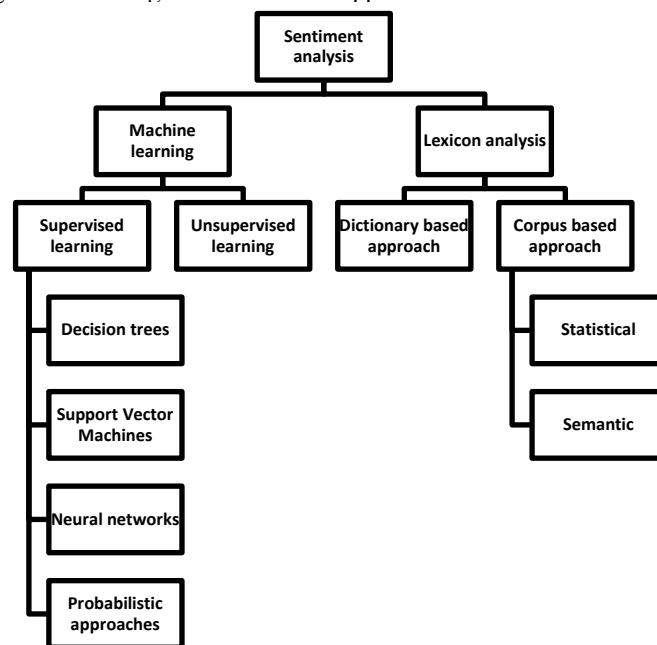 Sentiment
analysis
Machine
learning
Lexicon analysis
Supervised
learning
Unsupervised
learning
Dictionary based
approach
Corpus based
approach
Decision trees
Statistical
Support Vector
Machines
Semantic
Neural networks
Probabilistic
approaches